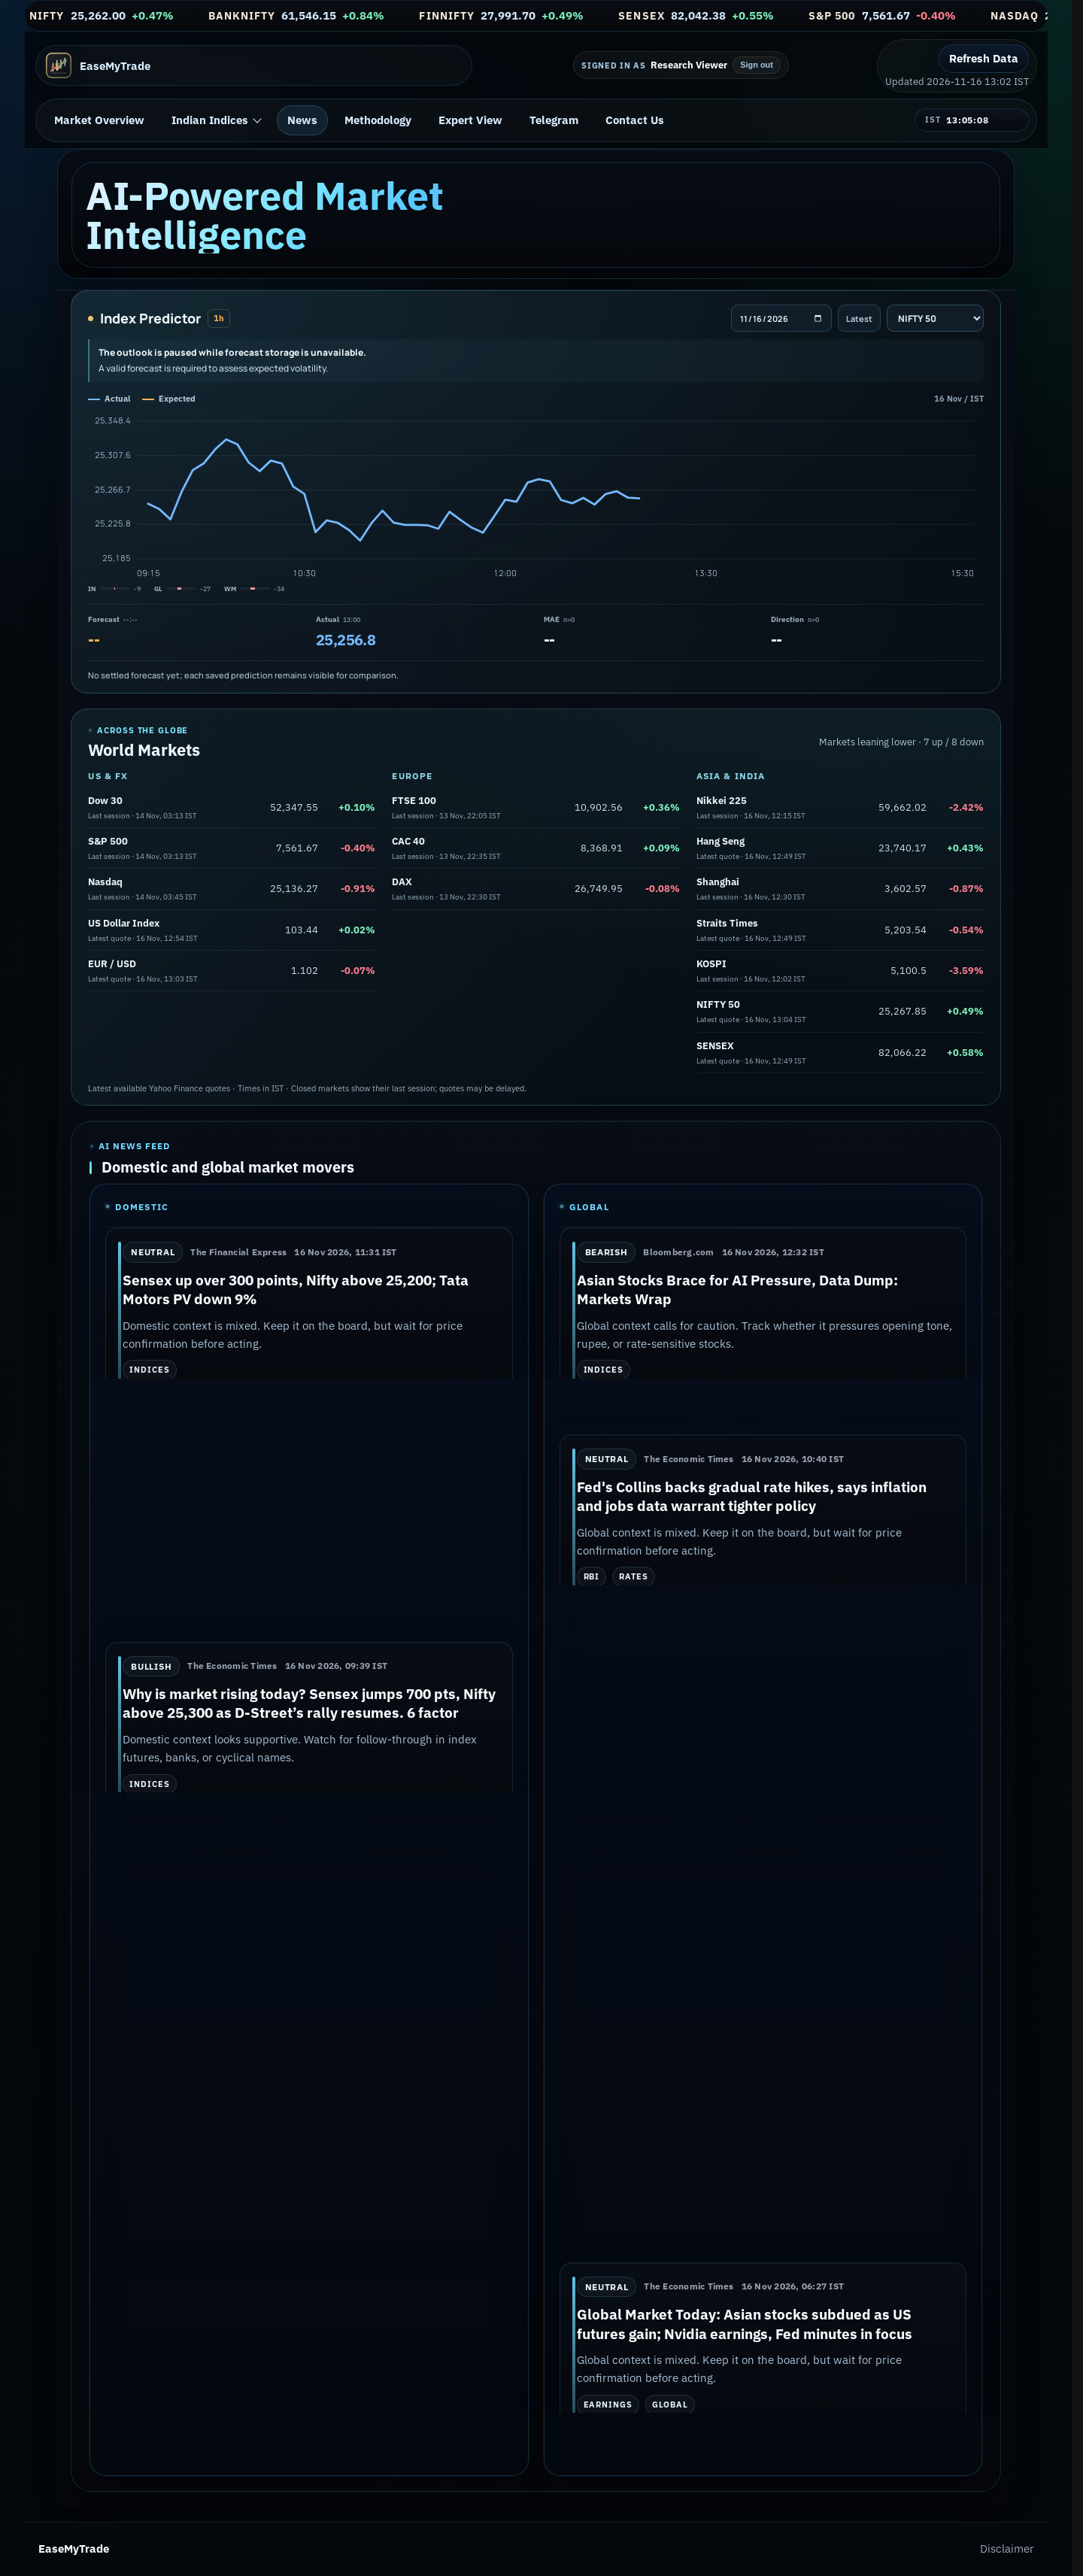 NIFTY 25,262.00 +0.47% BANKNIFTY 61,546.15 +0.84% FINNIFTY 27,991.70 +0.49% SENSEX 82,042.38 +0.55% S&P 500 7,561.67 -0.40% NASDAQ
EaseMyTrade
SIGNED IN AS Research Viewer Sign out
Refresh Data
Updated 2026-11-16 13:02 IST
Market Overview Indian Indices News Methodology Expert View Telegram Contact Us IST 13:05:08
AI-Powered Market
Intelligence
Index Predictor 1h 11/16/2026 Latest NIFTY 50
The outlook is paused while forecast storage is unavailable.
A valid forecast is required to assess expected volatility.
Actual Expected 16 Nov / IST
25,348.4
25,307.6
25,266.7
25,225.8
25,185
09:15 10:30 12:00 13:30 15:30
IN -9 GL -27 WM -34
Forecast --:-- Actual 13:00 MAE n=0 Direction n=0
-- 25,256.8 -- --
No settled forecast yet; each saved prediction remains visible for comparison.
ACROSS THE GLOBE
World Markets
Markets leaning lower · 7 up / 8 down
US & FX
Dow 30 52,347.55 +0.10%
Last session · 14 Nov, 03:13 IST
S&P 500 7,561.67 -0.40%
Last session · 14 Nov, 03:13 IST
Nasdaq 25,136.27 -0.91%
Last session · 14 Nov, 03:45 IST
US Dollar Index 103.44 +0.02%
Latest quote · 16 Nov, 12:54 IST
EUR / USD 1.102 -0.07%
Latest quote · 16 Nov, 13:03 IST
EUROPE
FTSE 100 10,902.56 +0.36%
Last session · 13 Nov, 22:05 IST
CAC 40 8,368.91 +0.09%
Last session · 13 Nov, 22:35 IST
DAX 26,749.95 -0.08%
Last session · 13 Nov, 22:30 IST
ASIA & INDIA
Nikkei 225 59,662.02 -2.42%
Last session · 16 Nov, 12:15 IST
Hang Seng 23,740.17 +0.43%
Latest quote · 16 Nov, 12:49 IST
Shanghai 3,602.57 -0.87%
Last session · 16 Nov, 12:30 IST
Straits Times 5,203.54 -0.54%
Latest quote · 16 Nov, 12:49 IST
KOSPI 5,100.5 -3.59%
Last session · 16 Nov, 12:02 IST
NIFTY 50 25,267.85 +0.49%
Latest quote · 16 Nov, 13:04 IST
SENSEX 82,066.22 +0.58%
Latest quote · 16 Nov, 12:49 IST
Latest available Yahoo Finance quotes · Times in IST · Closed markets show their last session; quotes may be delayed.
AI NEWS FEED
Domestic and global market movers
DOMESTIC
NEUTRAL The Financial Express 16 Nov 2026, 11:31 IST
Sensex up over 300 points, Nifty above 25,200; Tata
Motors PV down 9%
Domestic context is mixed. Keep it on the board, but wait for price
confirmation before acting.
INDICES
BULLISH The Economic Times 16 Nov 2026, 09:39 IST
Why is market rising today? Sensex jumps 700 pts, Nifty
above 25,300 as D-Street’s rally resumes. 6 factor
Domestic context looks supportive. Watch for follow-through in index
futures, banks, or cyclical names.
INDICES
GLOBAL
BEARISH Bloomberg.com 16 Nov 2026, 12:32 IST
Asian Stocks Brace for AI Pressure, Data Dump:
Markets Wrap
Global context calls for caution. Track whether it pressures opening tone,
rupee, or rate-sensitive stocks.
INDICES
NEUTRAL The Economic Times 16 Nov 2026, 10:40 IST
Fed's Collins backs gradual rate hikes, says inflation
and jobs data warrant tighter policy
Global context is mixed. Keep it on the board, but wait for price
confirmation before acting.
RBI RATES
NEUTRAL The Economic Times 16 Nov 2026, 06:27 IST
Global Market Today: Asian stocks subdued as US
futures gain; Nvidia earnings, Fed minutes in focus
Global context is mixed. Keep it on the board, but wait for price
confirmation before acting.
EARNINGS GLOBAL
EaseMyTrade Disclaimer